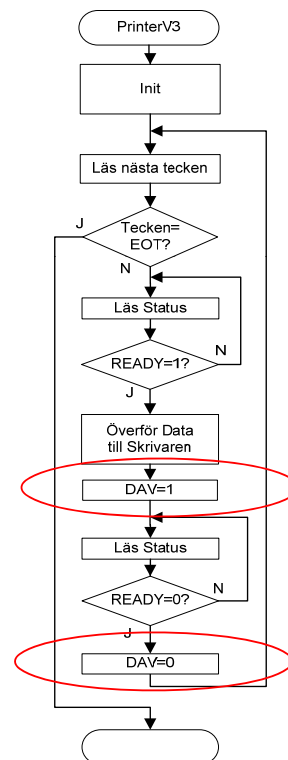 PrinterV3
Init
Läs nästa tecken
J
Tecken=
EOT?
N
Läs Status
READY=1?
N
J
Överför Data
till Skrivaren
DAV=1
Läs Status
READY=0?
N
J
DAV=0